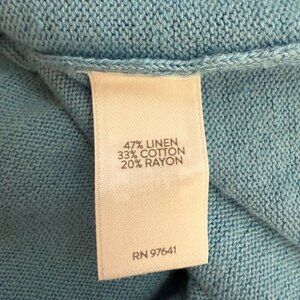 47% LINEN
33% COTTON
20% RAYON
RN 97641